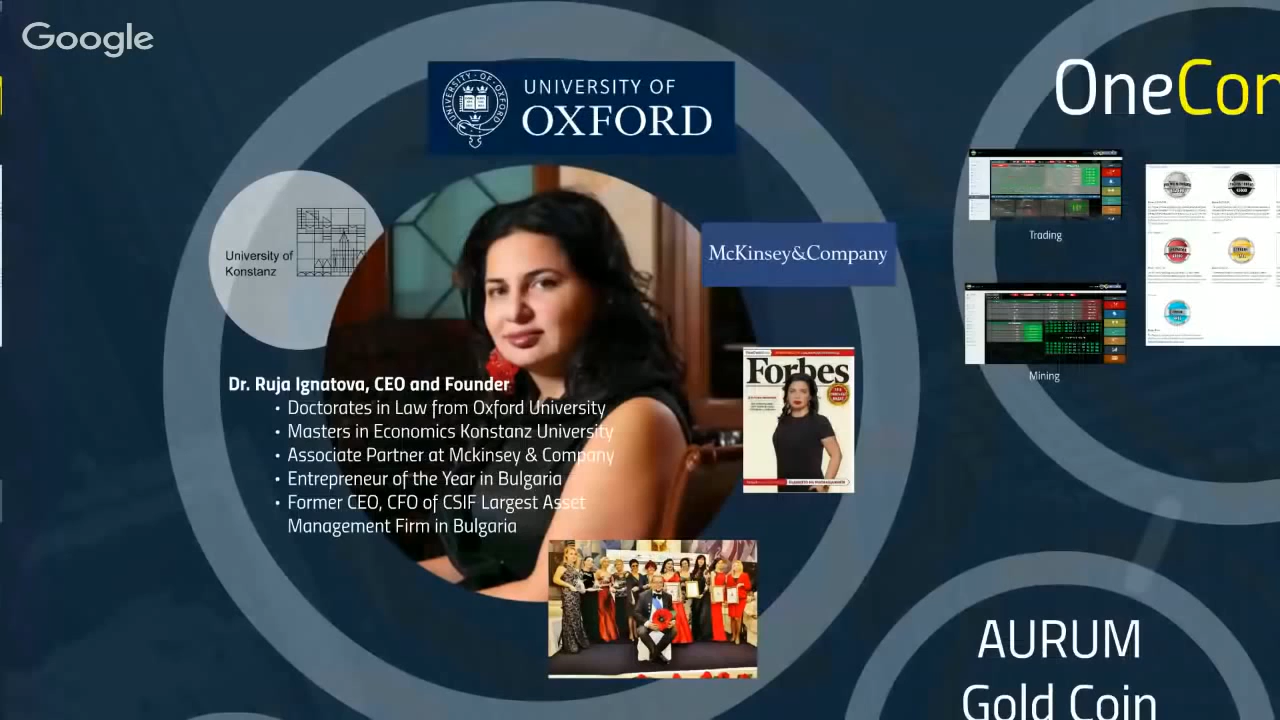 Google
UNIVERSITY OF
OXFORD
University of
Konstanz
McKinsey&Company
Forbes
Dr. Ruja Ignatova, CEO and Founder
• Doctorates in Law from Oxford University
• Masters in Economics Konstanz University
• Associate Partner at Mckinsey & Company
• Entrepreneur of the Year in Bulgaria
• Former CEO, CFO of CSIF Largest Asset
Management Firm in Bulgaria
OneCon
Trading
Mining
AURUM
Gold Coin